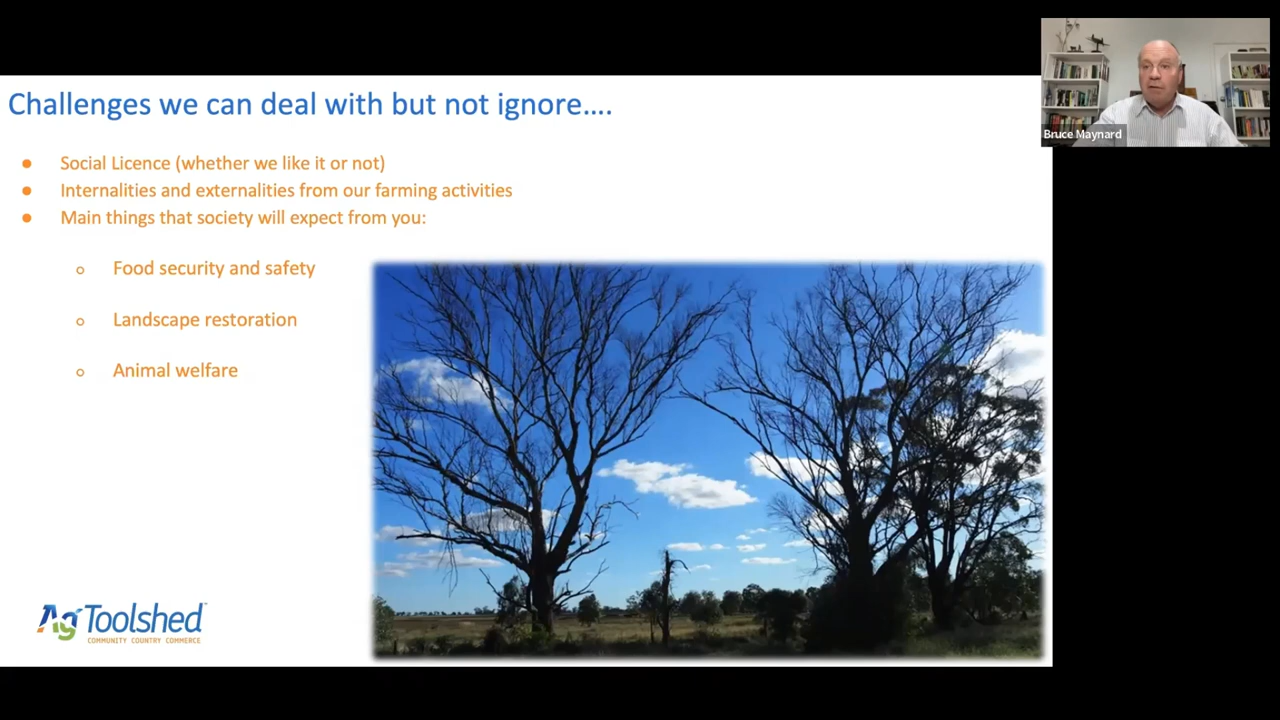 Challenges we can deal with but not ignore....
Bruce Maynard
● Social Licence (whether we like it or not)
● Internalities and externalities from our farming activities
● Main things that society will expect from you:
○ Food security and safety
○ Landscape restoration
○ Animal welfare
AgToolshed™
COMMUNITY COUNTRY COMMERCE